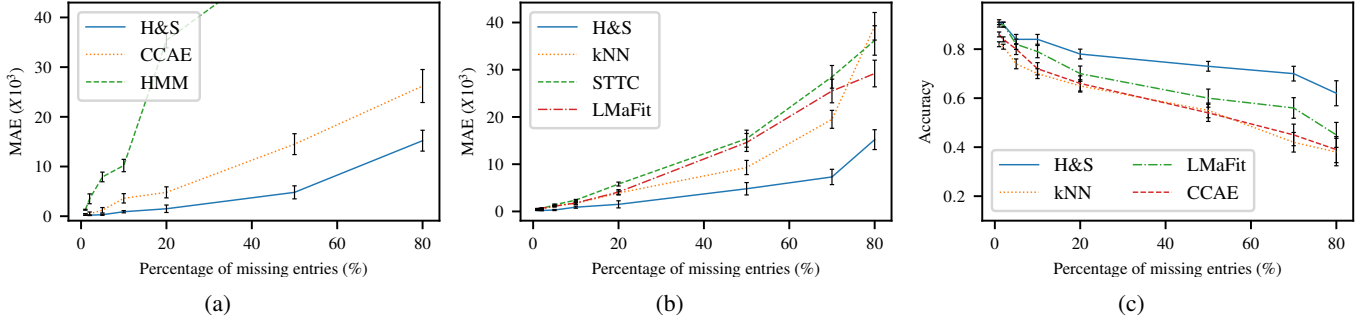 40
30
20
10
0
MAE (X10³)
H&S
CCAE
HMM
0
20
40
60
80
Percentage of missing entries (%)
(a)
40
30
20
10
0
MAE (X10³)
H&S
kNN
STTC
LMaFit
0
20
40
60
80
Percentage of missing entries (%)
(b)
0.8
0.6
0.4
0.2
Accuracy
H&S
kNN
LMaFit
CCAE
0
20
40
60
80
Percentage of missing entries (%)
(c)